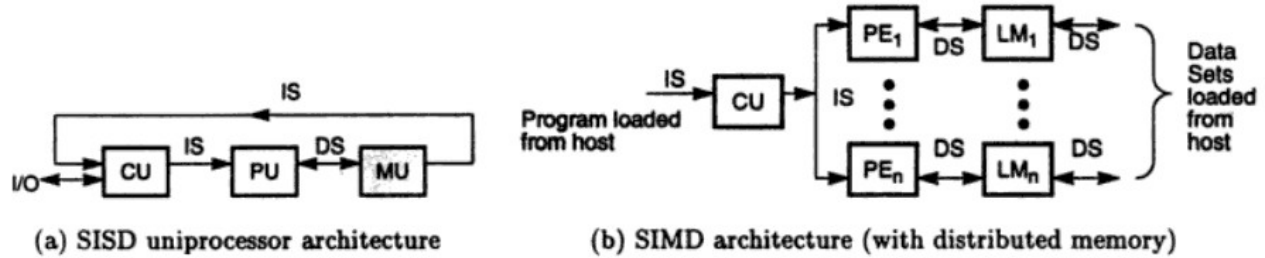 IS
I/O
CU
IS
PU
DS
MU
(a) SISD uniprocessor architecture
IS
Program loaded
from host
CU
IS
PE1
DS
LM1
DS
PEn
DS
LMn
DS
Data
Sets
loaded
from
host
(b) SIMD architecture (with distributed memory)